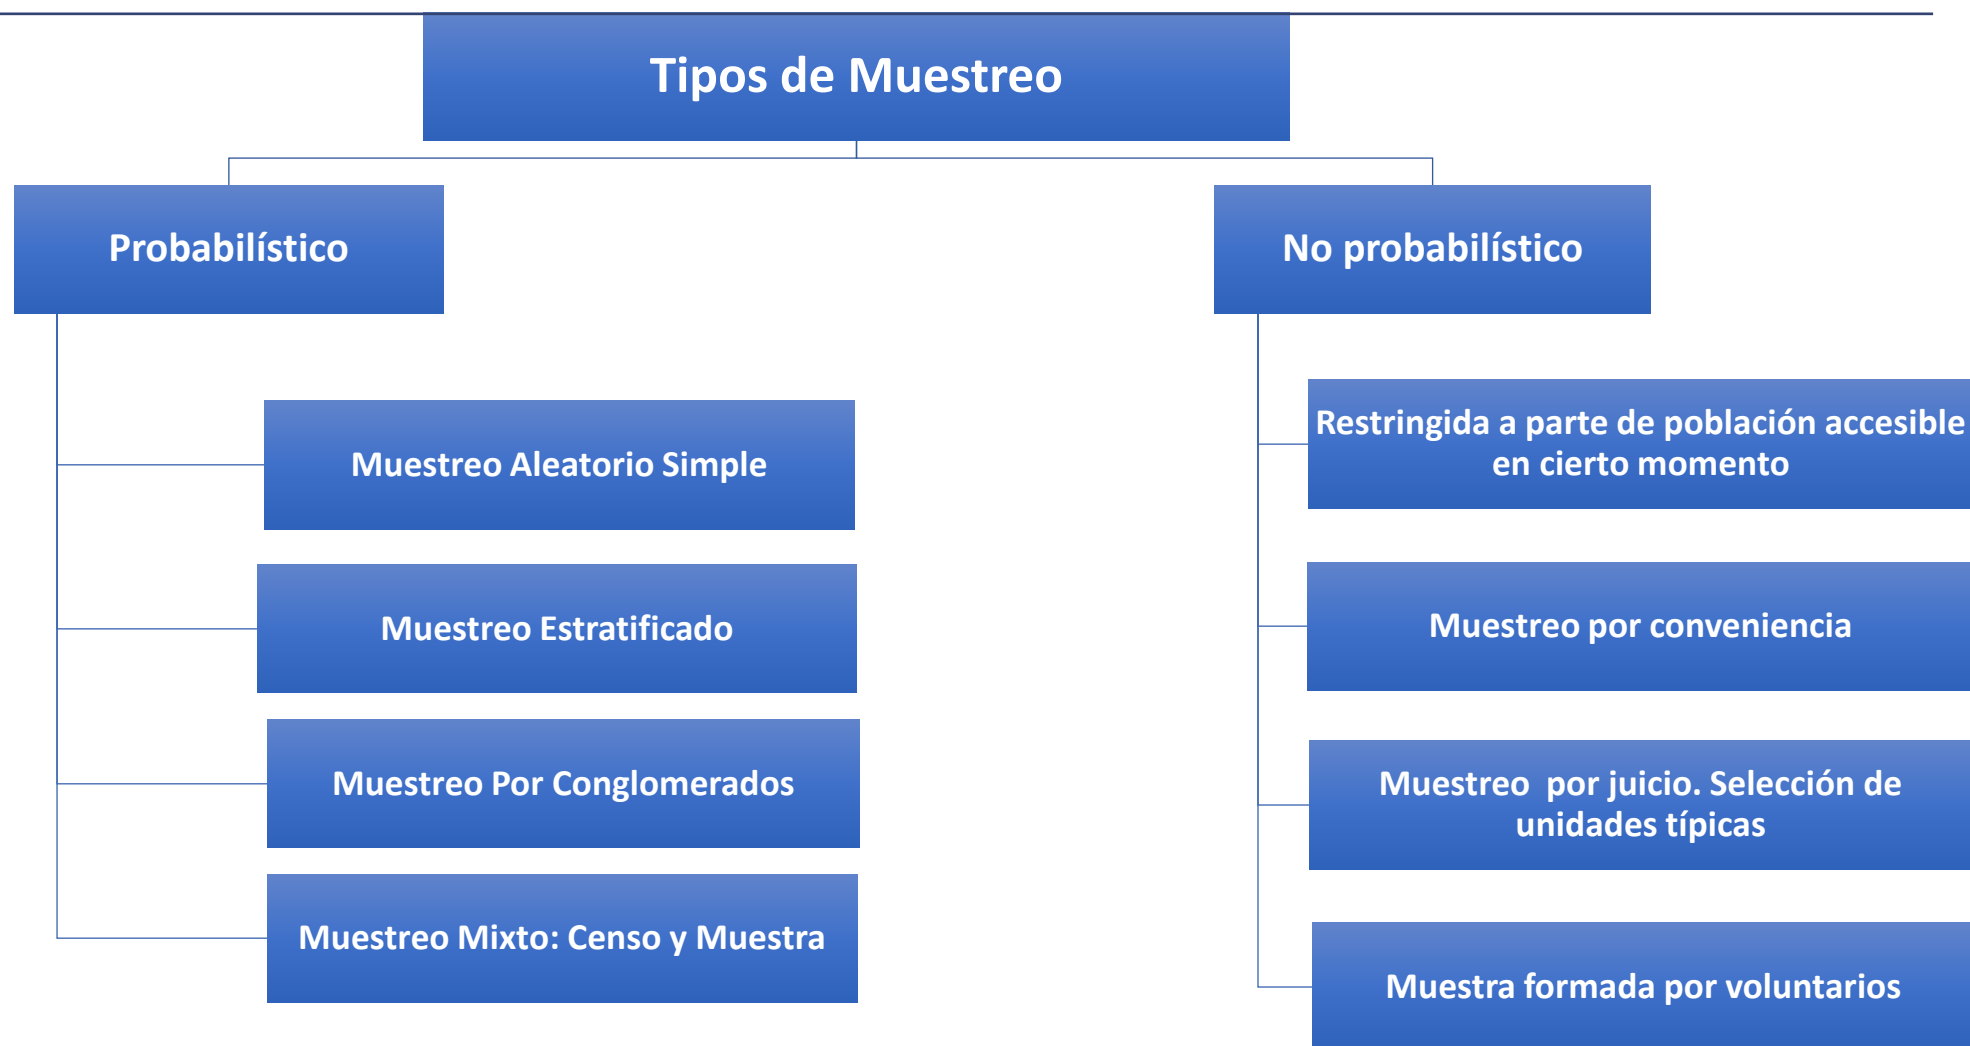 Tipos de Muestreo
Probabilístico
No probabilístico
Muestreo Aleatorio Simple
Muestreo Estratificado
Muestreo Por Conglomerados
Muestreo Mixto: Censo y Muestra
Restringida a parte de población accesible
en cierto momento
Muestreo por conveniencia
Muestreo  por juicio. Selección de
unidades típicas
Muestra formada por voluntarios